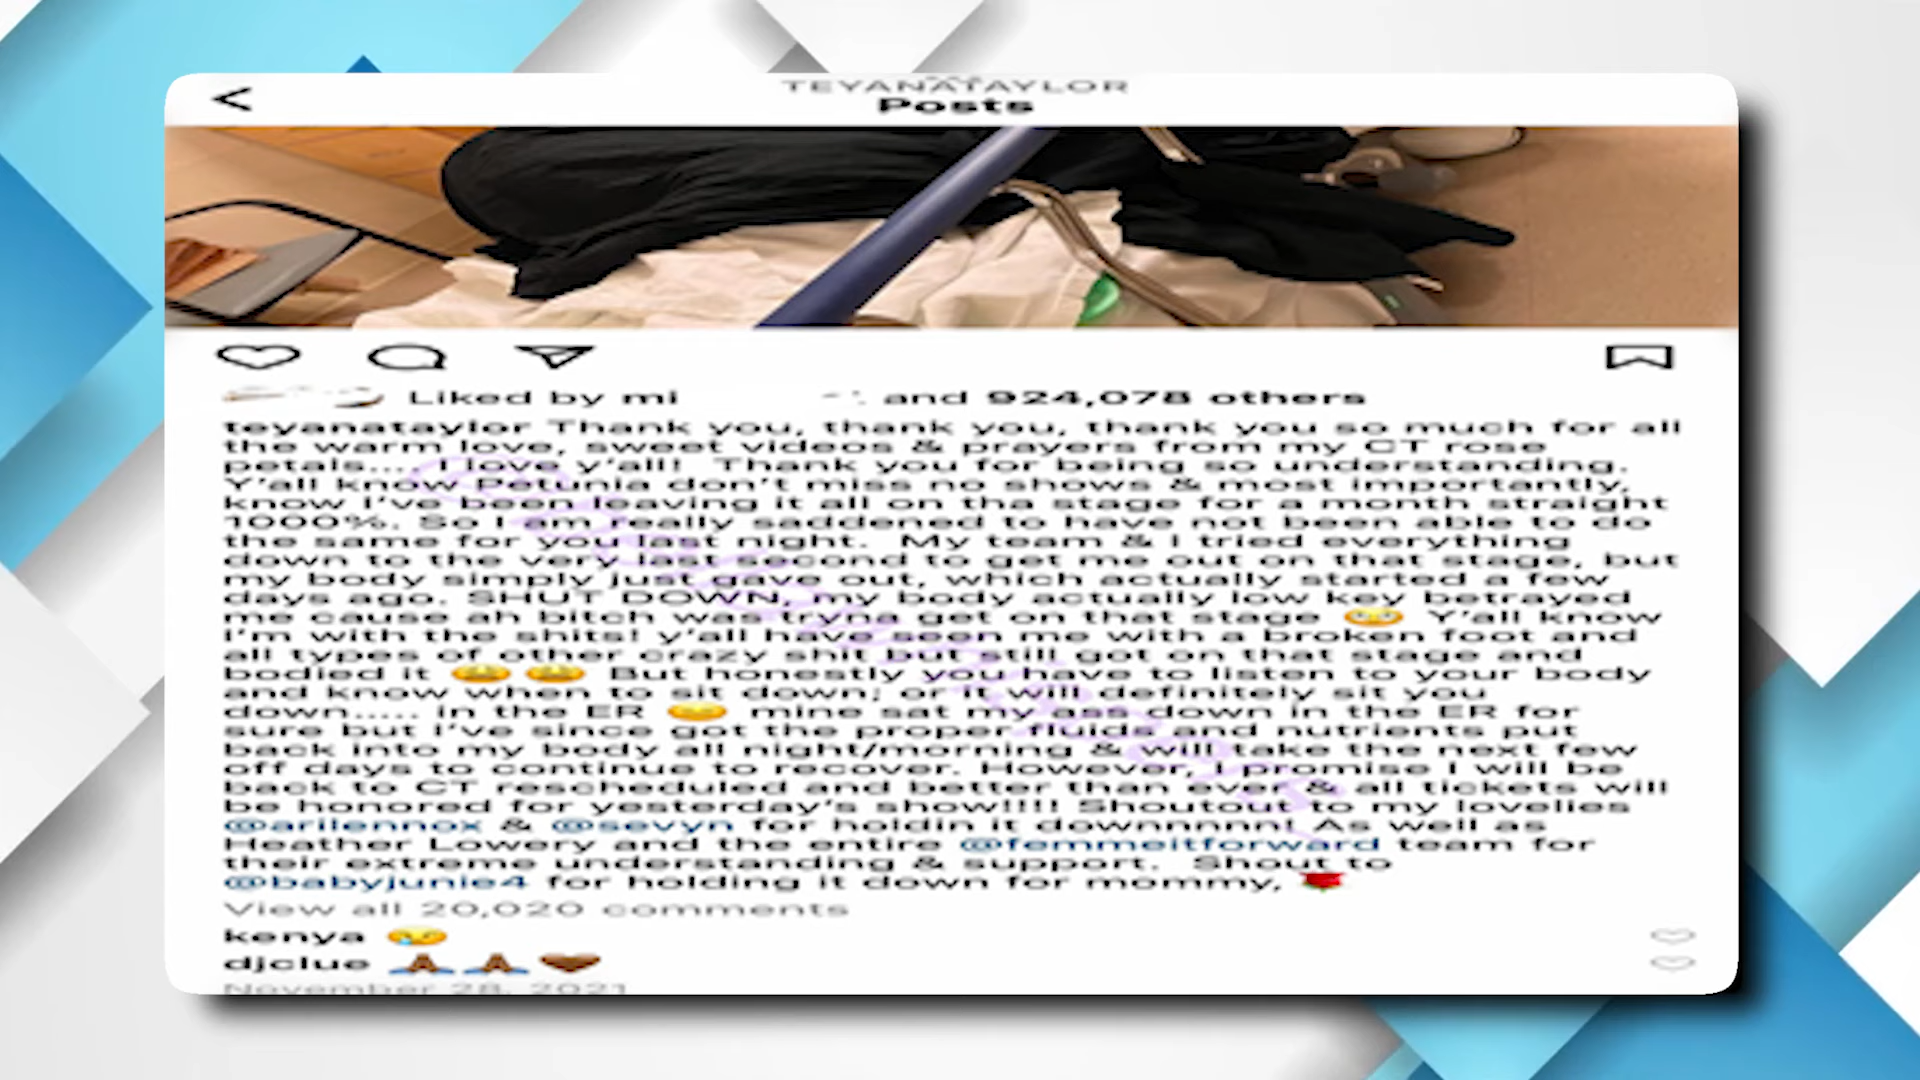 TEYANATAYLOR
Posts
Liked by mi and 924,078 others
teyanataylor Thank you, thank you, thank you so much for all
the warm love, sweet videos & prayers from my CT rose
petals.... I love y'all! Thank you for being so understanding.
Y'all know Petunia don't miss no shows & most importantly,
know I've been leaving it all on tha stage for a month straight
1000%. So I am really saddened to have not been able to do
the same for you last night. My team & I tried everything
down to the very last second to get me out on that stage, but
my body simply just gave out, which actually started a few
days ago. SHUT DOWN, my body actually low key betrayed
me cause ah bitch was tryna get on that stage 😳 Y'all know
I'm with the shits! y'all have seen me with a broken foot and
all types of other crazy shit but still got on that stage and
bodied it But honestly you have to listen to your body
and know when to sit down; or it will definitely sit you
down..... in the ER mine sat my ass down in the ER for
sure but I've since got the proper fluids and nutrients put
back into my body all night/morning & will take the next few
off days to continue to recover. However, I promise I will be
back to CT rescheduled and better than ever & all tickets will
be honored for yesterday's show!!!! Shoutout to my lovelies
@arilennox & @sevyn for holdin it downnnnnn! As well as
Heather Lowery and the entire @femmeitforward team for
their extreme understanding & support. Shout to
@babyjunie4 for holding it down for mommy, 🌹
View all 20,020 comments
kenya 😢
djclue 🙏🏾 🙏🏾 🤎
November 28, 2021